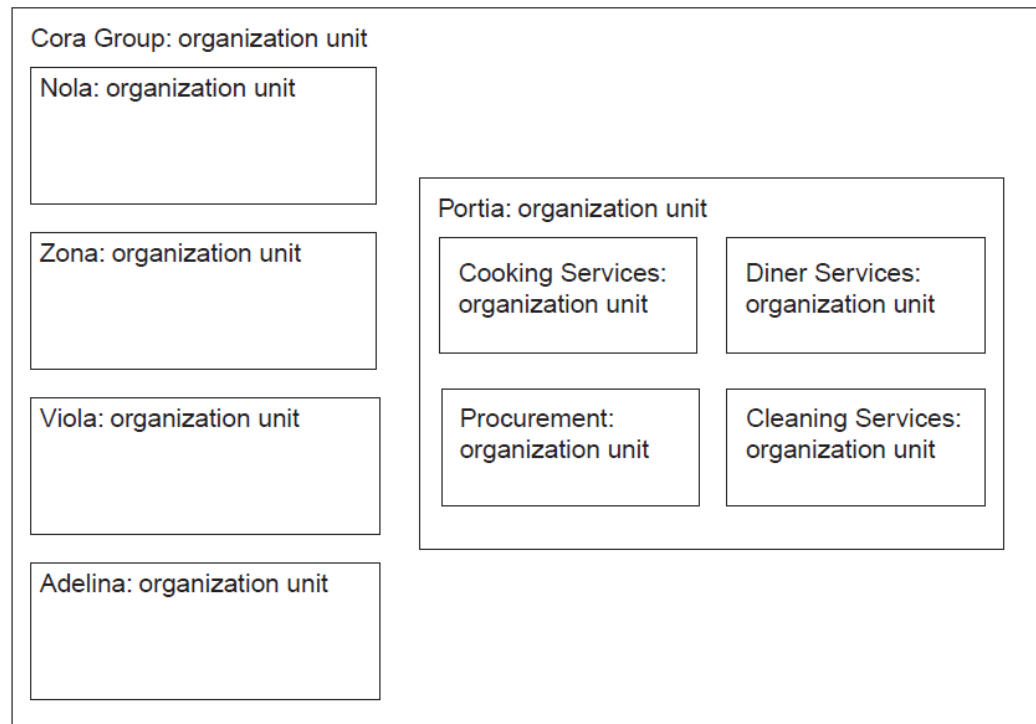 Cora Group: organization unit
Nola: organization unit
Zona: organization unit
Viola: organization unit
Adelina: organization unit
Portia: organization unit
Cooking Services:
organization unit
Diner Services:
organization unit
Procurement:
organization unit
Cleaning Services:
organization unit